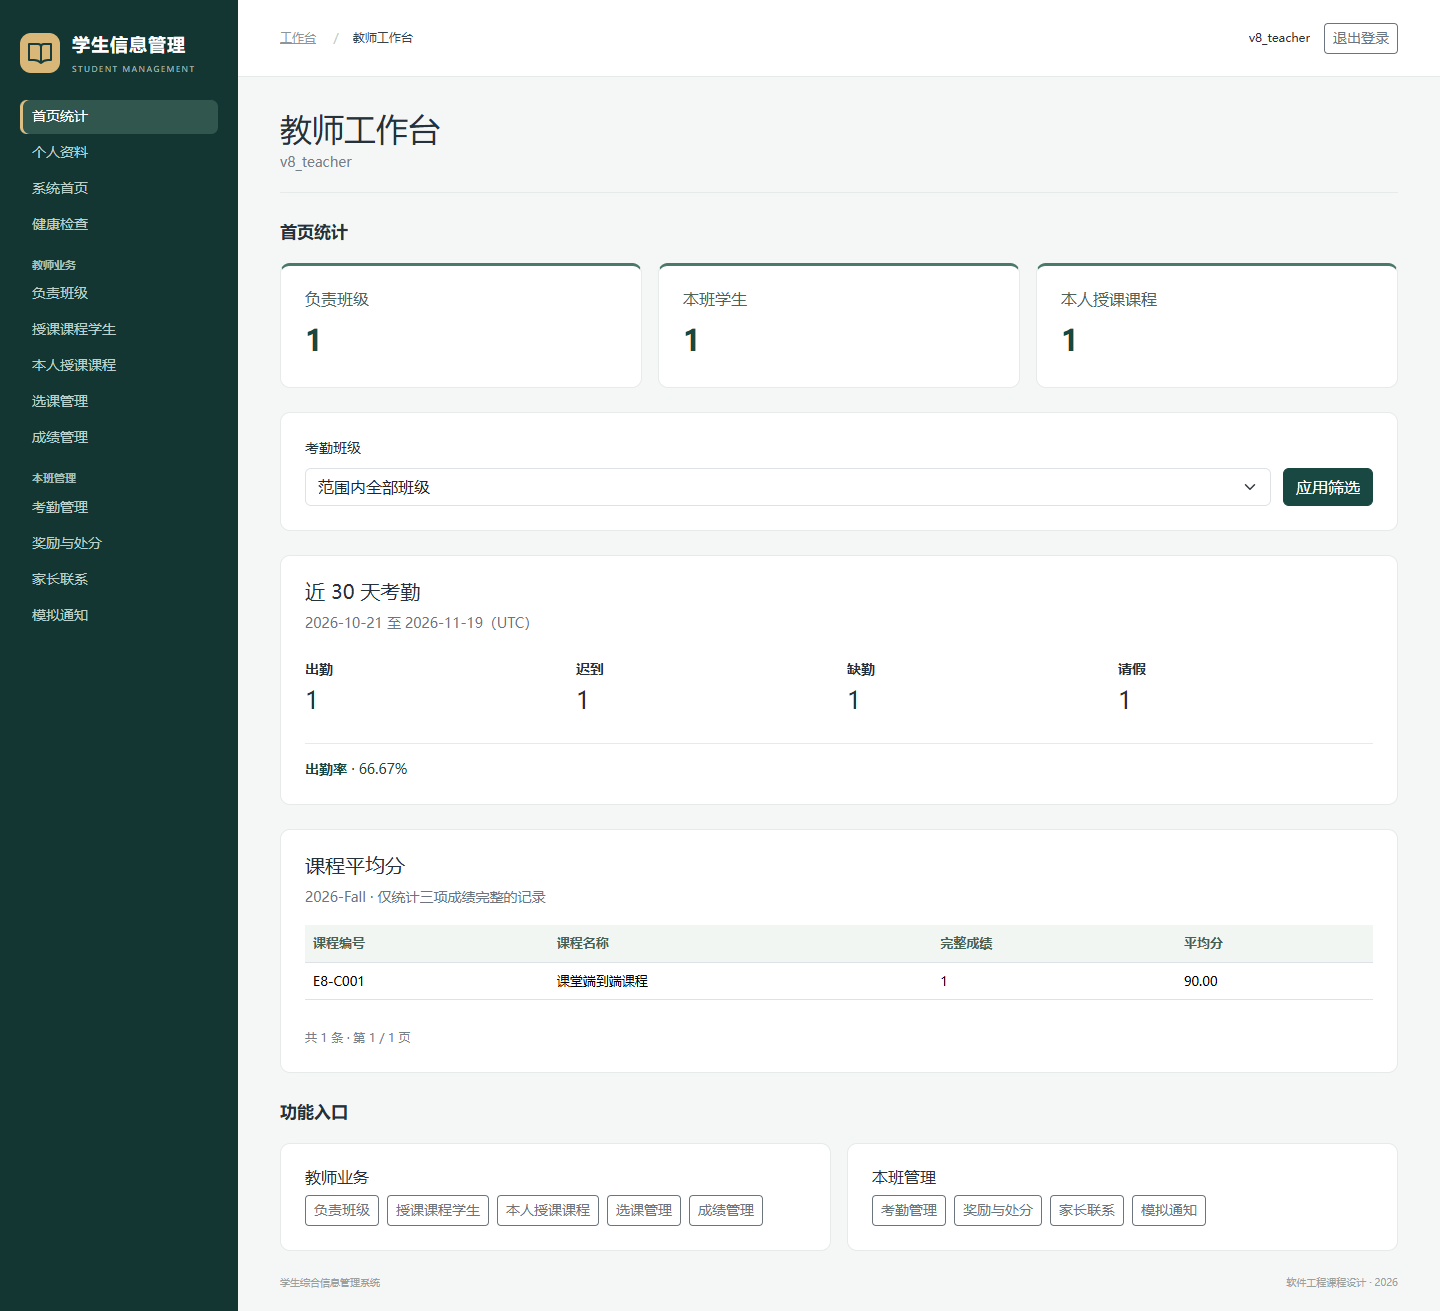 学生信息管理
STUDENT MANAGEMENT
首页统计
个人资料
系统首页
健康检查
教师业务
负责班级
授课课程学生
本人授课课程
选课管理
成绩管理
本班管理
考勤管理
奖励与处分
家长联系
模拟通知
工作台 / 教师工作台
v8_teacher 退出登录
教师工作台
v8_teacher
首页统计
负责班级 本班学生 本人授课课程
1 1 1
考勤班级
范围内全部班级 应用筛选
近 30 天考勤
2026-10-21 至 2026-11-19（UTC）
出勤 迟到 缺勤 请假
1 1 1 1
出勤率 · 66.67%
课程平均分
2026-Fall · 仅统计三项成绩完整的记录
课程编号 课程名称 完整成绩 平均分
E8-C001 课堂端到端课程 1 90.00
共 1 条 · 第 1 / 1 页
功能入口
教师业务
负责班级 授课课程学生 本人授课课程 选课管理 成绩管理
本班管理
考勤管理 奖励与处分 家长联系 模拟通知
学生综合信息管理系统 软件工程课程设计 · 2026